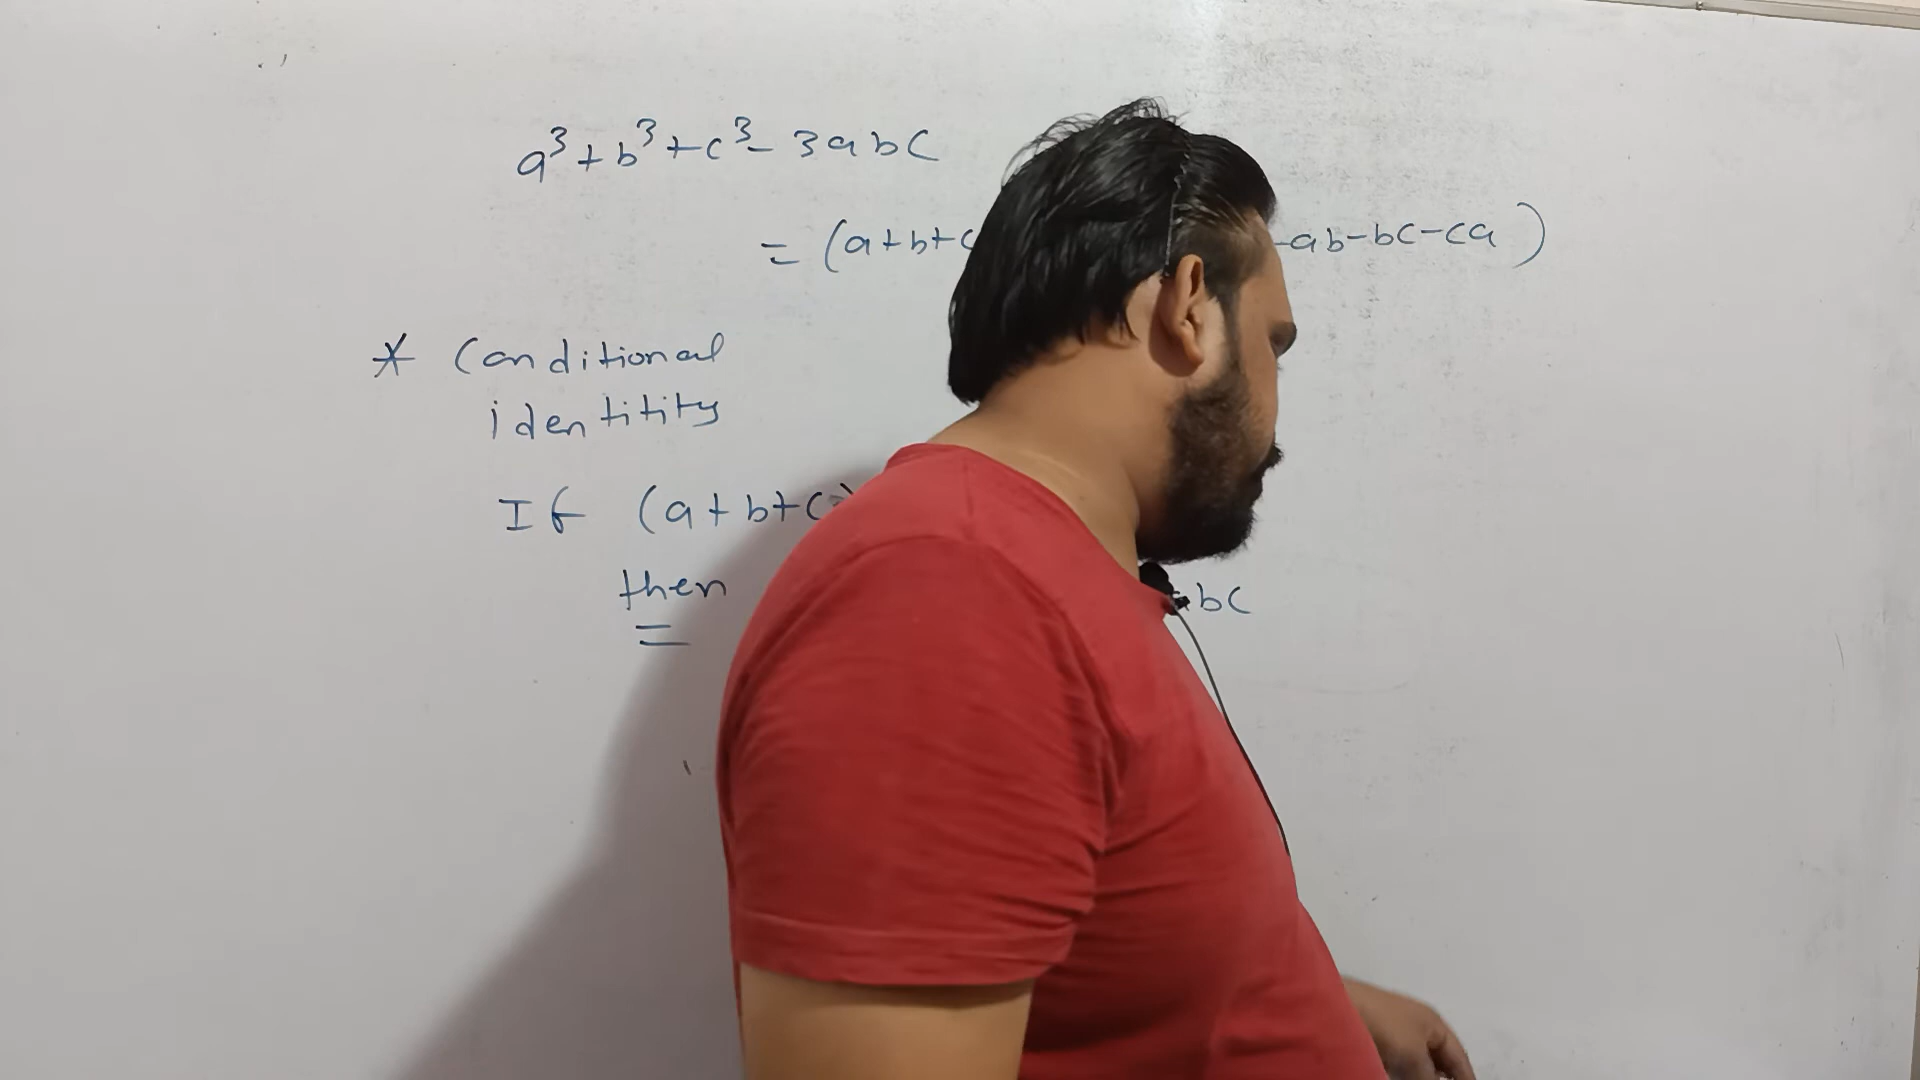 a³+b³+c³-3abc
=(a+b+c -ab-bc-ca)
* Conditional
identitity
If (a+b+c)
then bc
=